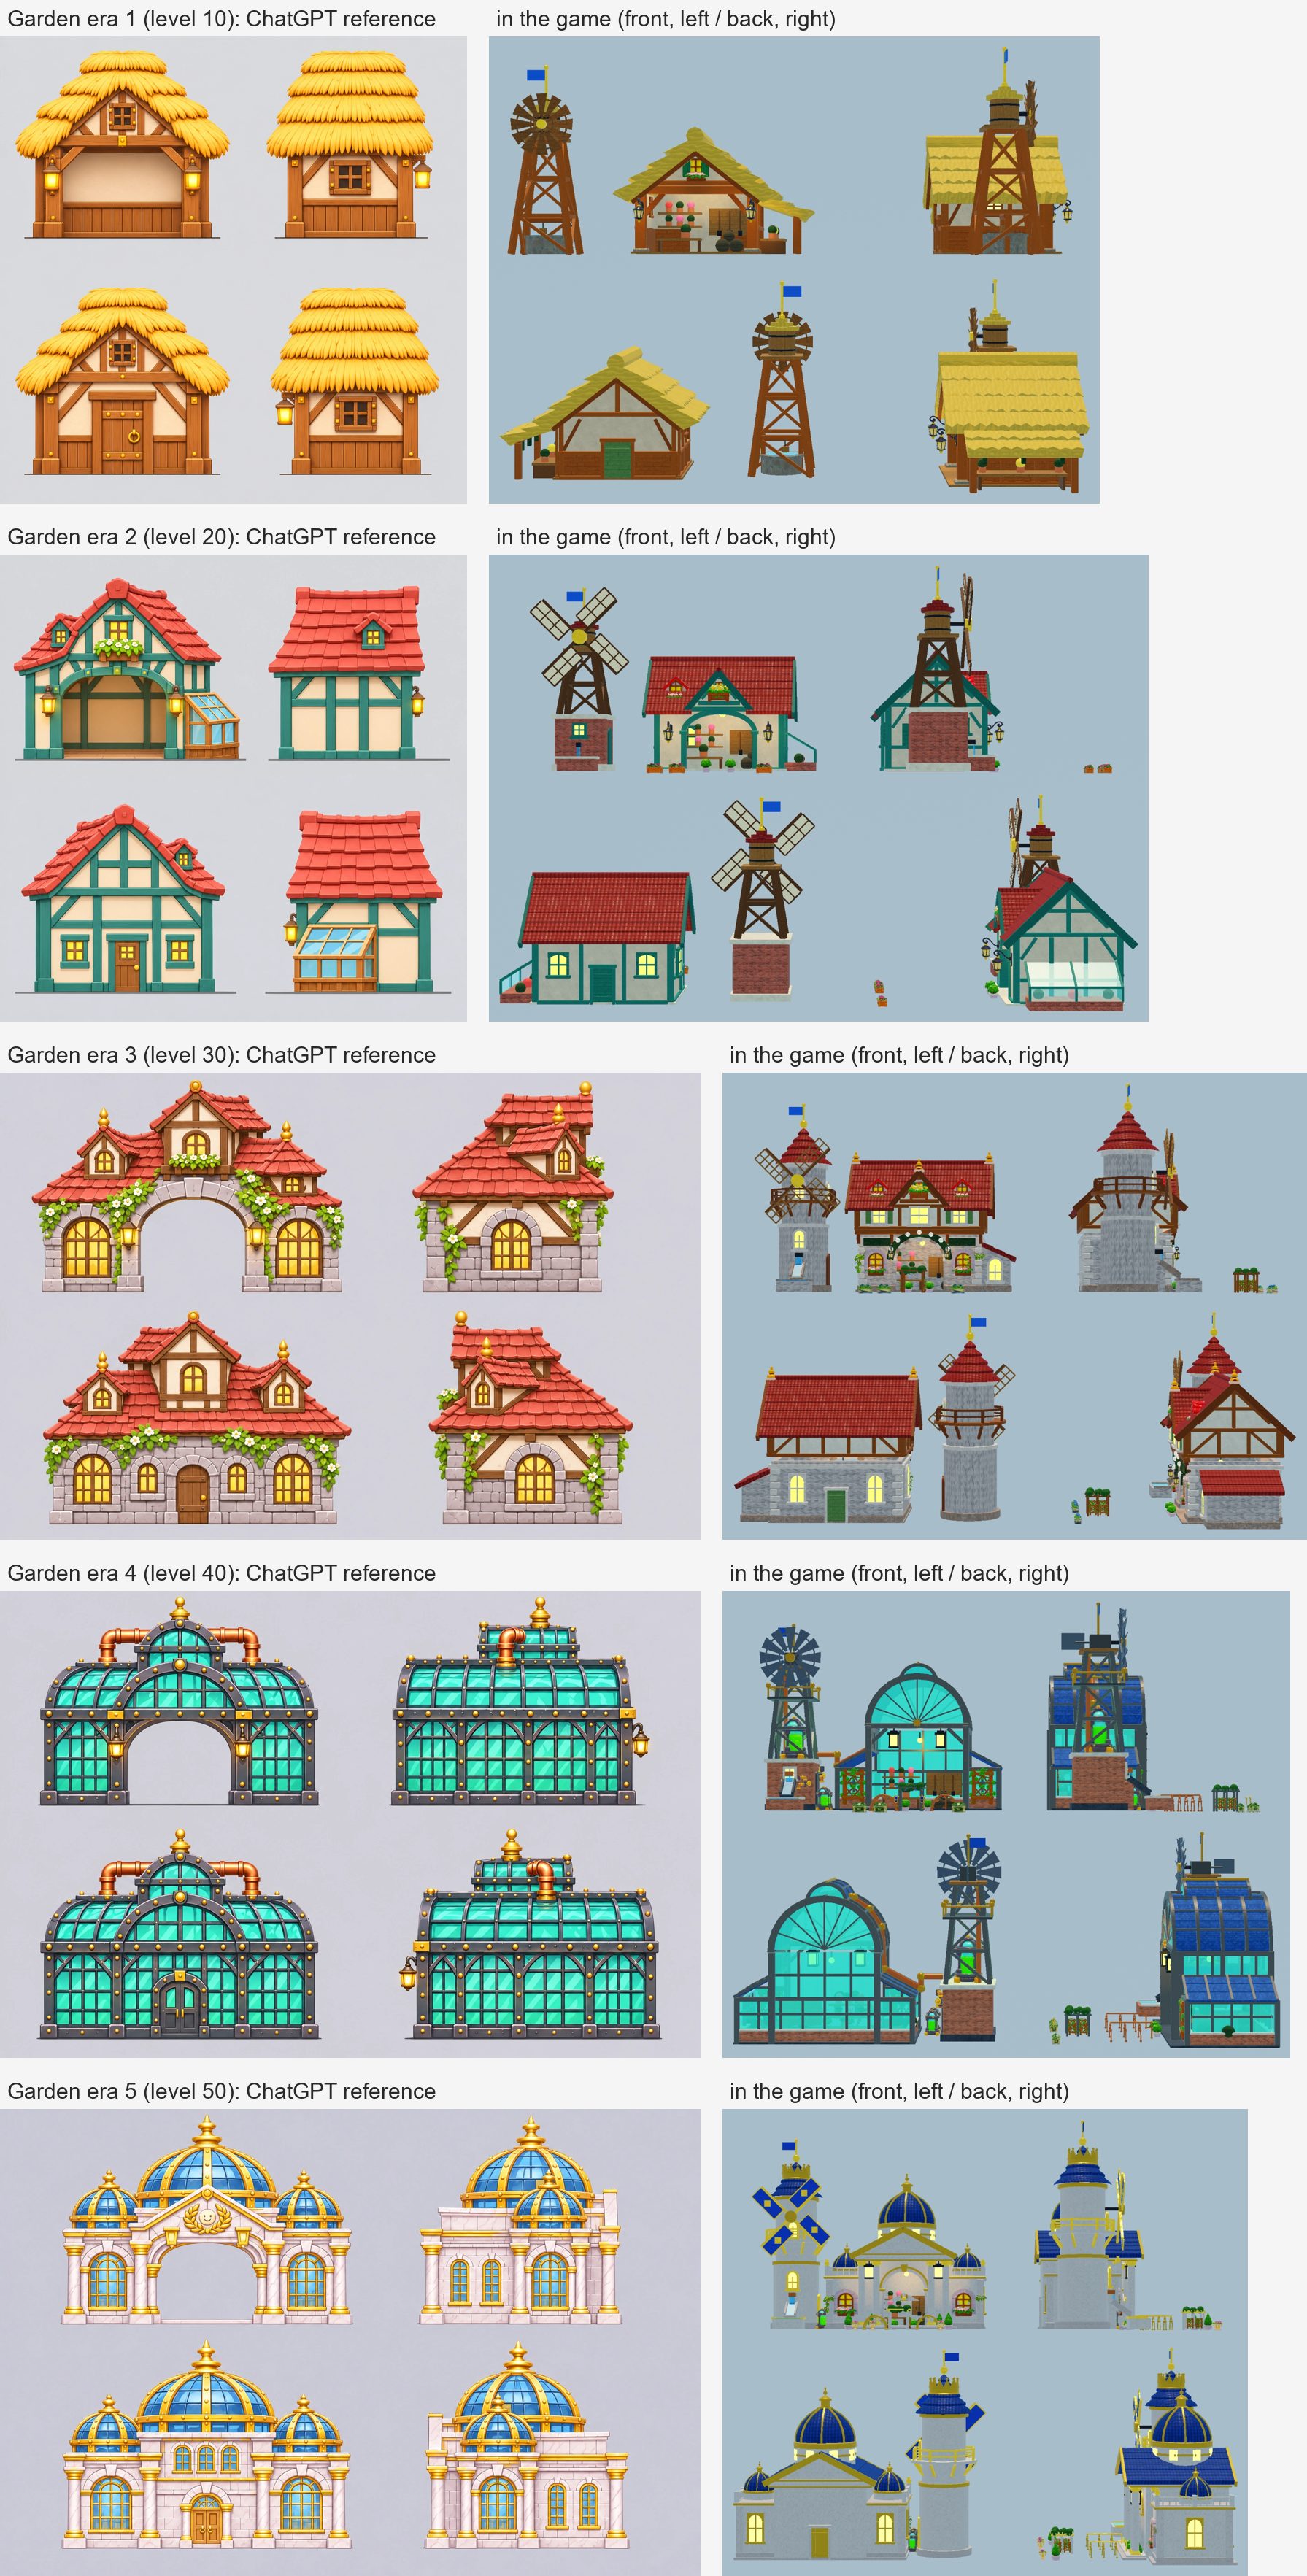 Garden era 1 (level 10): ChatGPT reference
in the game (front, left / back, right)
Garden era 2 (level 20): ChatGPT reference
in the game (front, left / back, right)
Garden era 3 (level 30): ChatGPT reference
in the game (front, left / back, right)
Garden era 4 (level 40): ChatGPT reference
in the game (front, left / back, right)
Garden era 5 (level 50): ChatGPT reference
in the game (front, left / back, right)